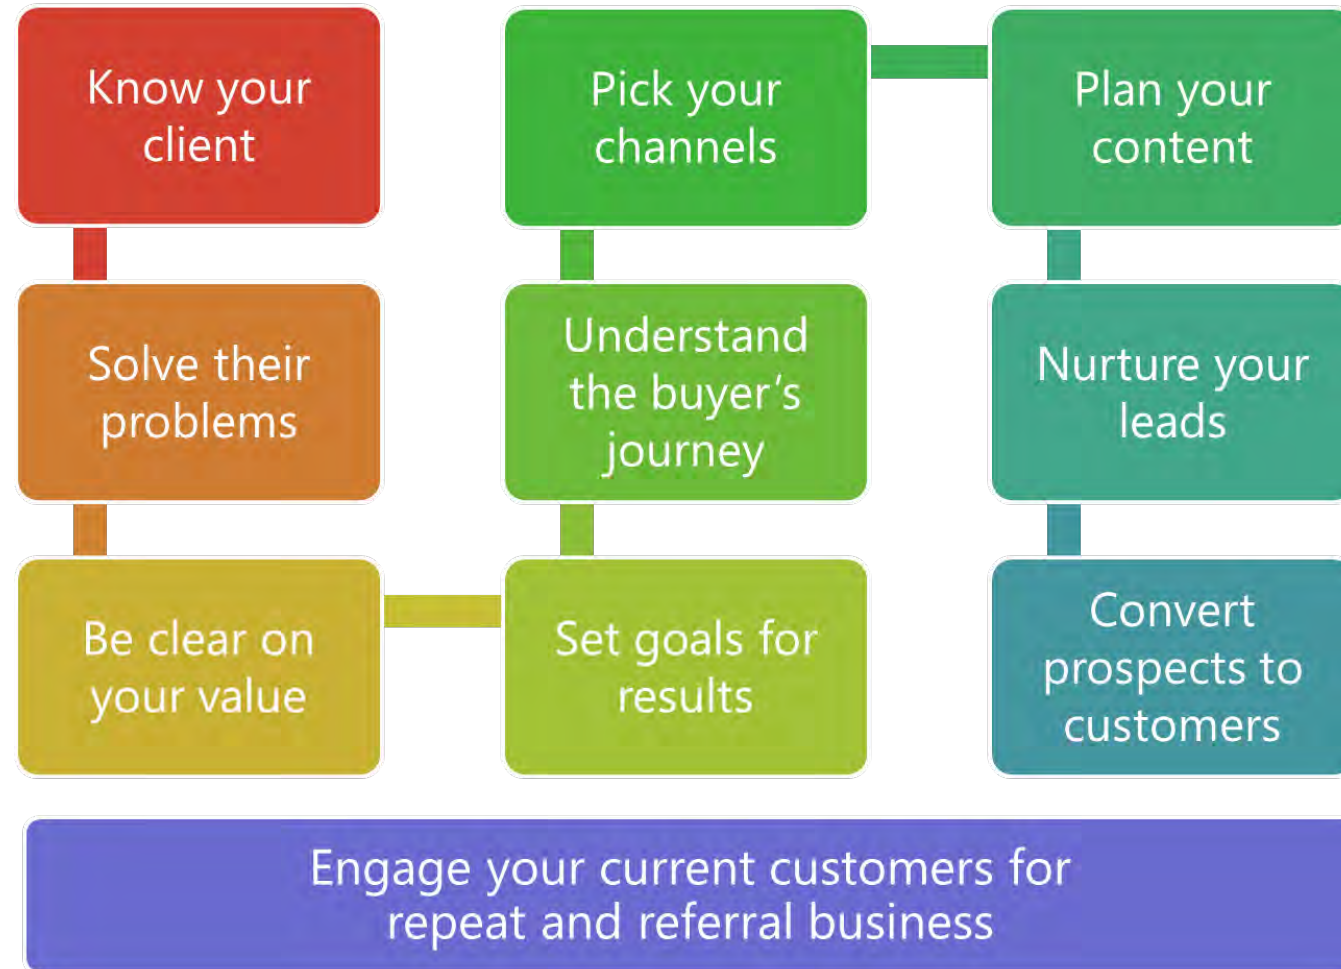 Know your
client
Solve their
problems
Be clear on
your value
Set goals for
results
Understand
the buyer’s
journey
Pick your
channels
Plan your
content
Nurture your
leads
Convert
prospects to
customers
Engage your current customers for
repeat and referral business